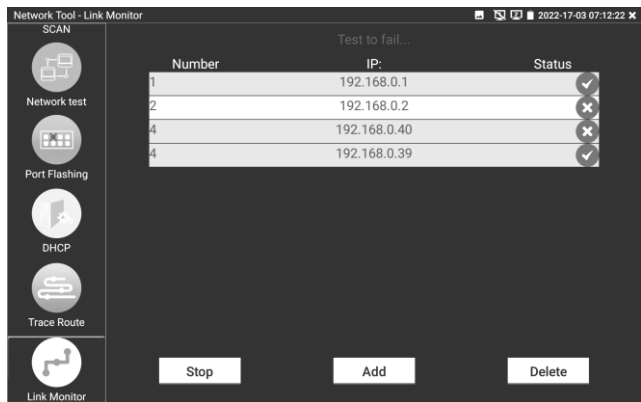 Network Tool - Link Monitor
2022-17-03 07:12:22
SCAN
Network test
Port Flashing
DHCP
Trace Route
Link Monitor
Test to fail...
Number IP: Status
1 192.168.0.1
2 192.168.0.2
4 192.168.0.40
4 192.168.0.39
Stop Add Delete